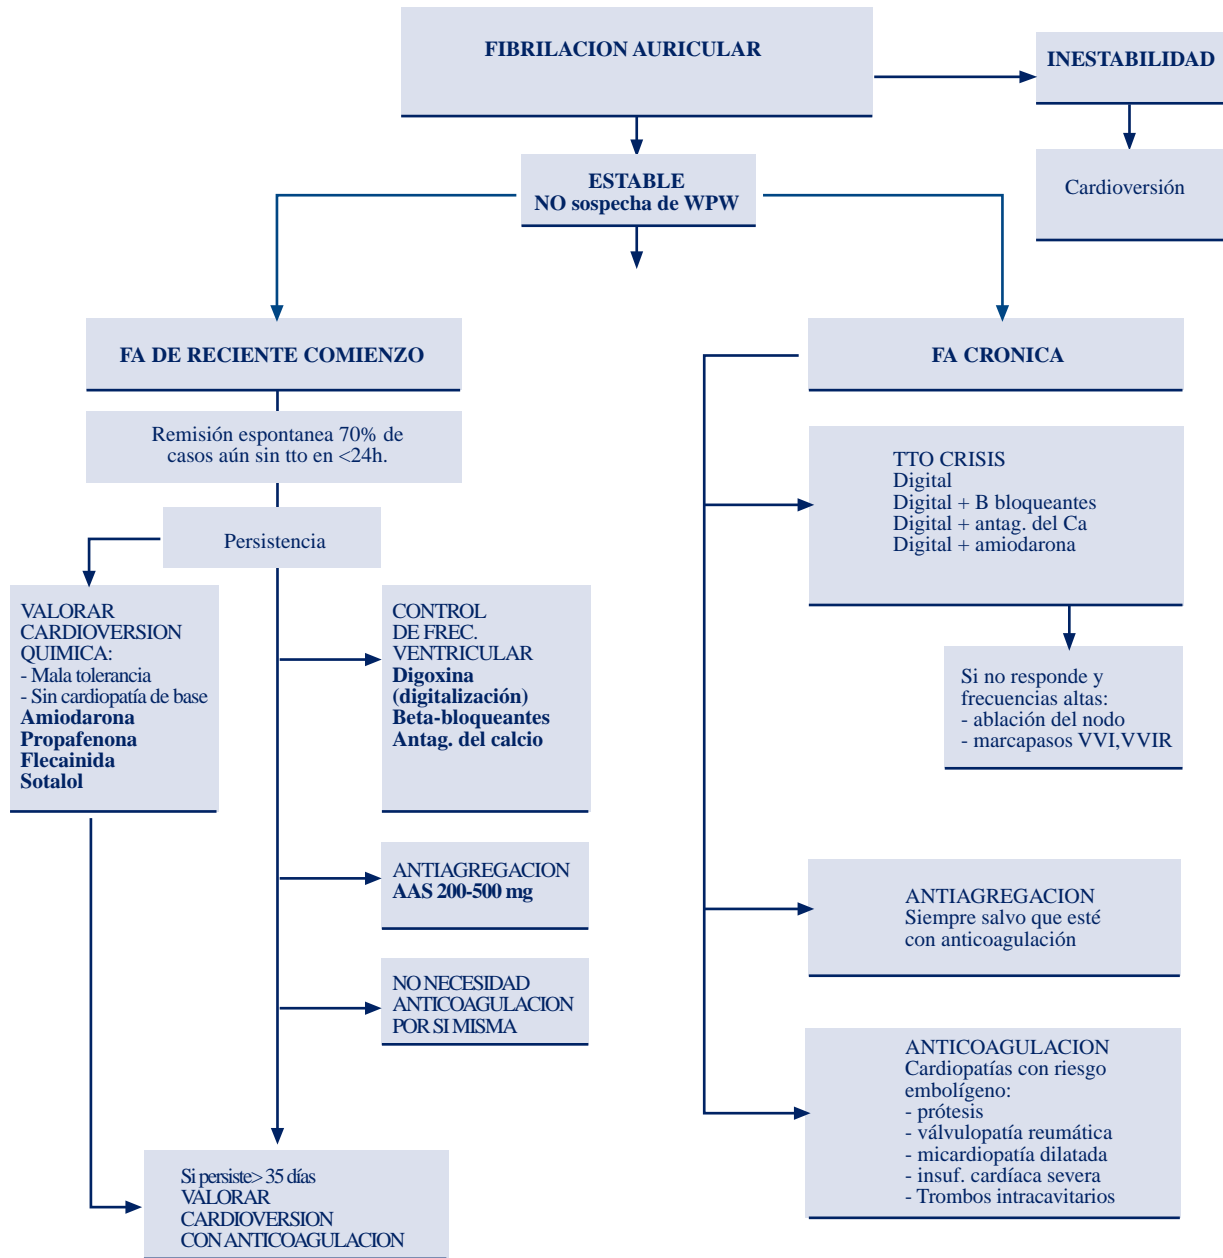 FIBRILACION AURICULAR
INESTABILIDAD
Cardioversión
ESTABLE
NO sospecha de WPW
FA DE RECIENTE COMIENZO
Remisión espontanea 70% de
casos aún sin tto en <24h.
Persistencia
VALORAR
CARDIOVERSION
QUIMICA:
- Mala tolerancia
- Sin cardiopatía de base
Amiodarona
Propafenona
Flecainida
Sotalol
CONTROL
DE FREC.
VENTRICULAR
Digoxina
(digitalización)
Beta-bloqueantes
Antag. del calcio
ANTIAGREGACION
AAS 200-500 mg
NO NECESIDAD
ANTICOAGULACION
POR SI MISMA
Si persiste> 35 días
VALORAR
CARDIOVERSION
CON ANTICOAGULACION
FA CRONICA
TTO CRISIS
Digital
Digital + B bloqueantes
Digital + antag. del Ca
Digital + amiodarona
Si no responde y
frecuencias altas:
- ablación del nodo
- marcapasos VVI,VVIR
ANTIAGREGACION
Siempre salvo que esté
con anticoagulación
ANTICOAGULACION
Cardiopatías con riesgo
embolígeno:
- prótesis
- válvulopatía reumática
- micardiopatía dilatada
- insuf. cardíaca severa
- Trombos intracavitarios